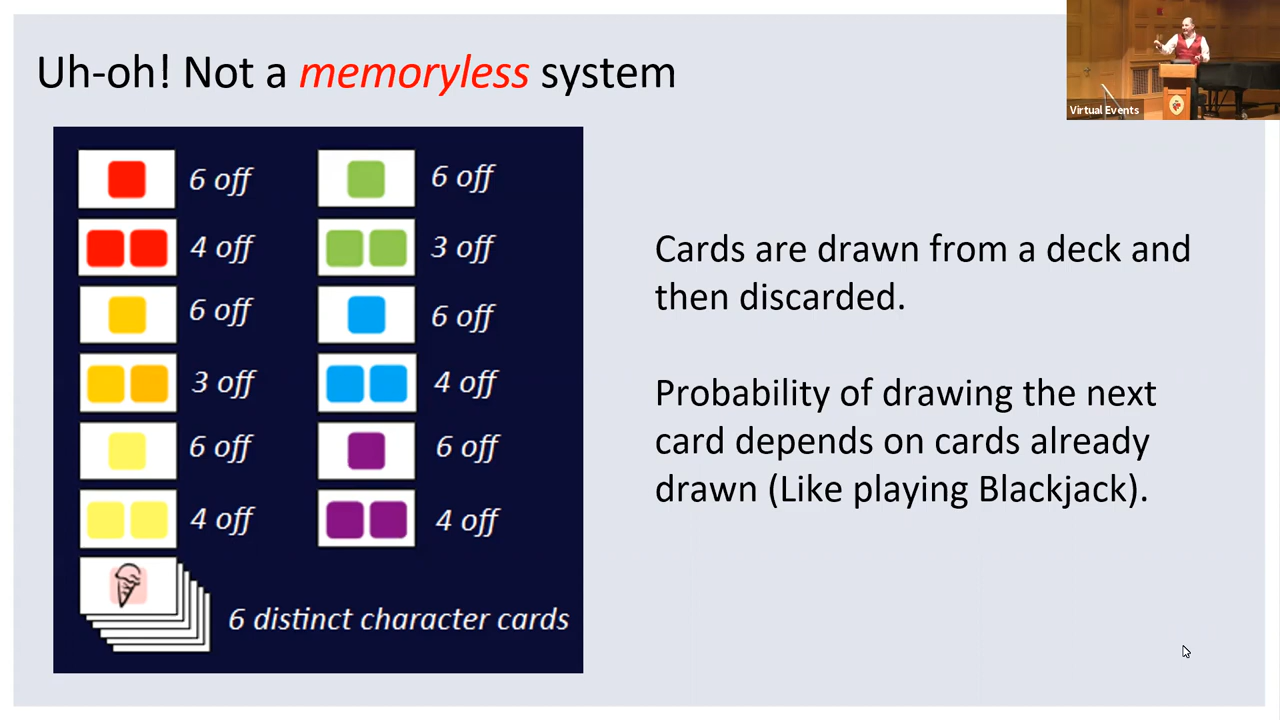 Uh-oh! Not a memoryless system
Virtual Events
6 off
6 off
4 off
3 off
6 off
6 off
3 off
4 off
6 off
6 off
4 off
4 off
6 distinct character cards
Cards are drawn from a deck and
then discarded.
Probability of drawing the next
card depends on cards already
drawn (Like playing Blackjack).